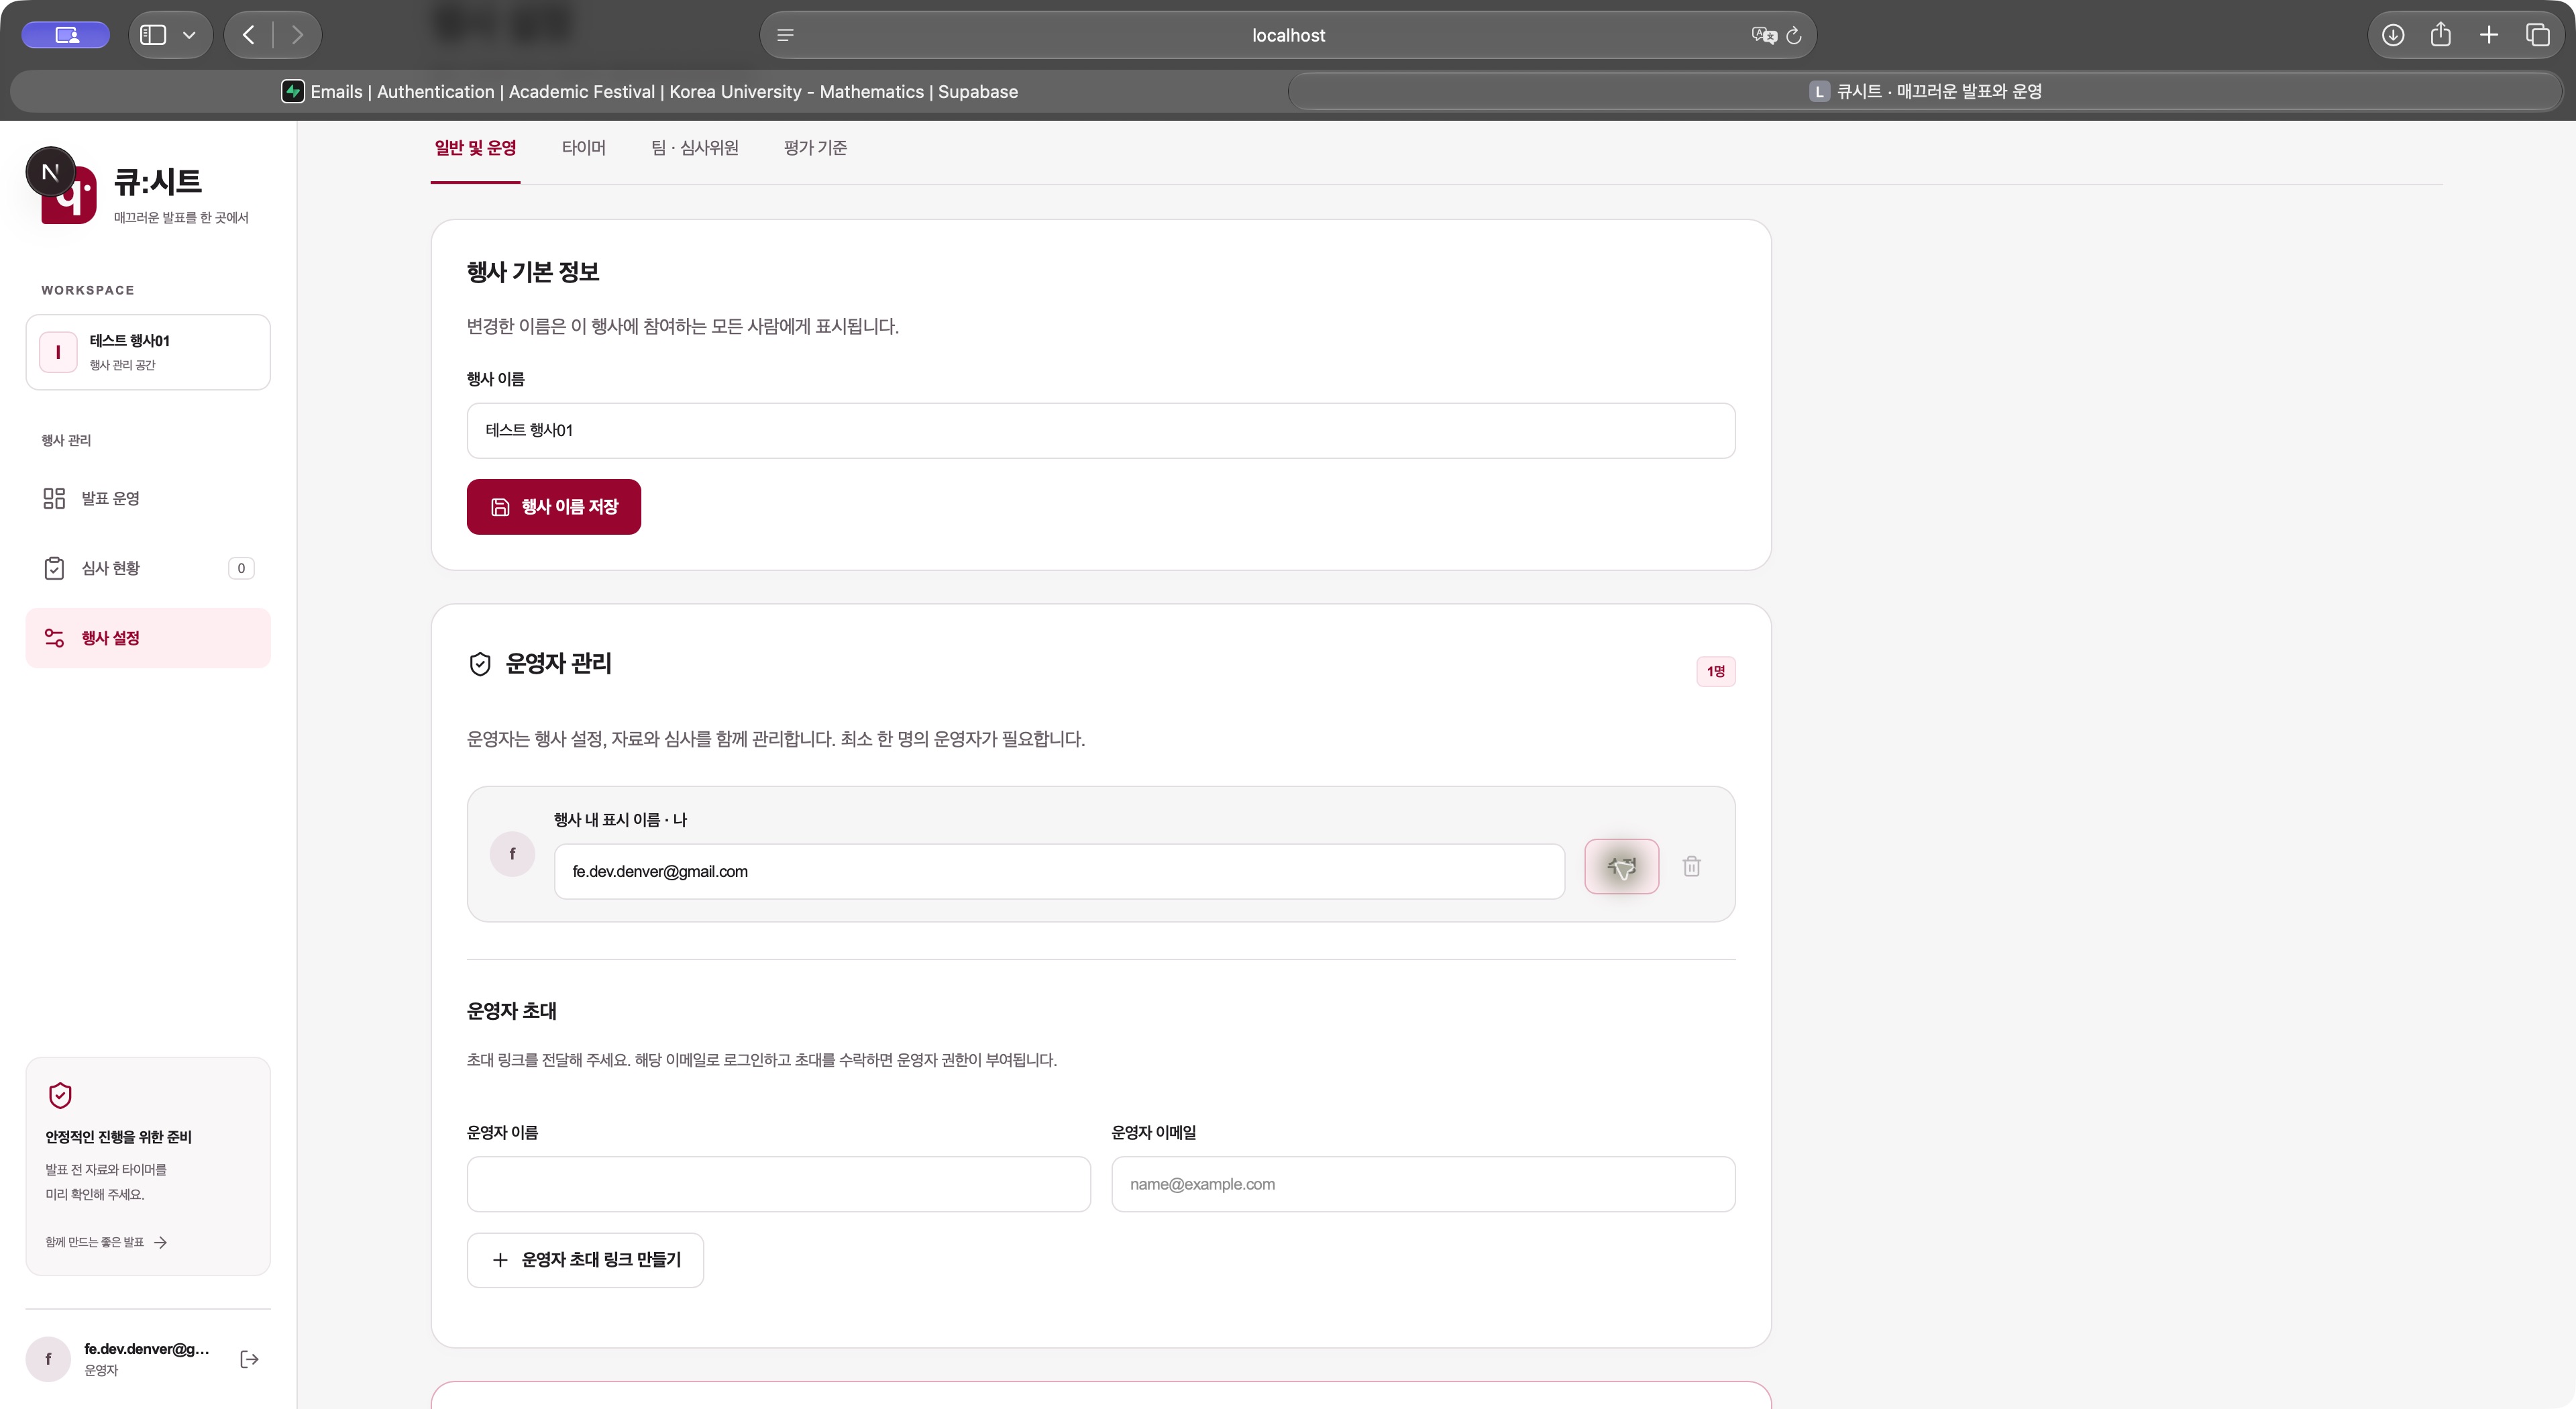 localhost
Emails | Authentication | Academic Festival | Korea University - Mathematics | Supabase
L 큐시트 · 매끄러운 발표와 운영
N
큐:시트
매끄러운 발표를 한 곳에서
WORKSPACE
테스트 행사01
행사 관리 공간
행사 관리
발표 운영
심사 현황 0
행사 설정
안정적인 진행을 위한 준비
발표 전 자료와 타이머를
미리 확인해 주세요.
함께 만드는 좋은 발표
f
fe.dev.denver@g...
운영자
일반 및 운영 타이머 팀 · 심사위원 평가 기준
행사 기본 정보
변경한 이름은 이 행사에 참여하는 모든 사람에게 표시됩니다.
행사 이름
테스트 행사01
행사 이름 저장
운영자 관리
1명
운영자는 행사 설정, 자료와 심사를 함께 관리합니다. 최소 한 명의 운영자가 필요합니다.
행사 내 표시 이름 · 나
f
fe.dev.denver@gmail.com
운영자 초대
초대 링크를 전달해 주세요. 해당 이메일로 로그인하고 초대를 수락하면 운영자 권한이 부여됩니다.
운영자 이름 운영자 이메일
name@example.com
운영자 초대 링크 만들기